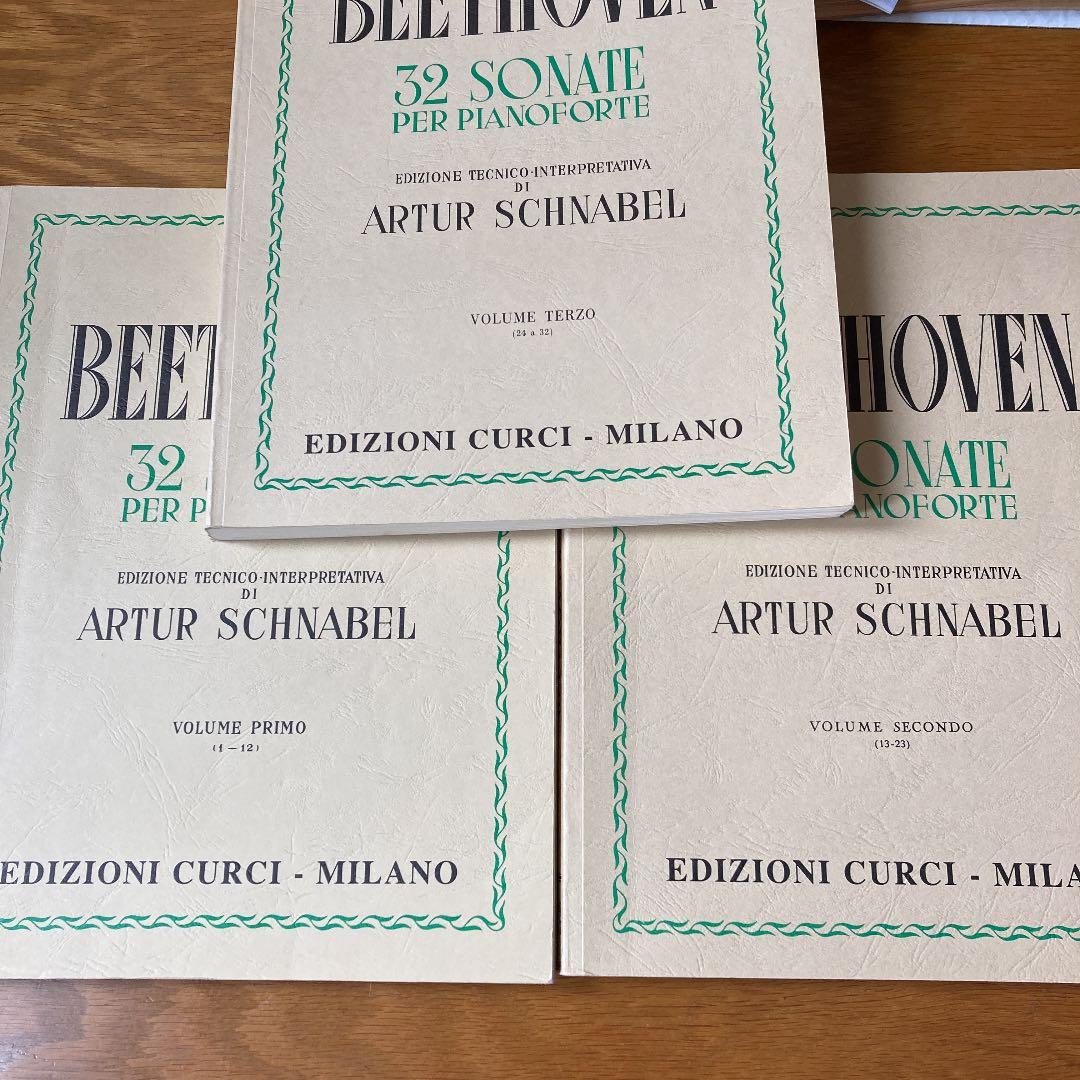 BEETHOVEN
32 SONATE
PER PIANOFORTE
EDIZIONE TECNICO-INTERPRETATIVA
DI
ARTUR SCHNABEL
VOLUME TERZO
(24 a 32)
EDIZIONI CURCI - MILANO
BEET
32
PER P
EDIZIONE TECNICO-INTERPRETATIVA
DI
ARTUR SCHNABEL
VOLUME PRIMO
(1 — 12)
EDIZIONI CURCI - MILANO
HOVEN
ONATE
ANOFORTE
EDIZIONE TECNICO-INTERPRETATIVA
DI
ARTUR SCHNABEL
VOLUME SECONDO
(13-23)
EDIZIONI CURCI - MILA